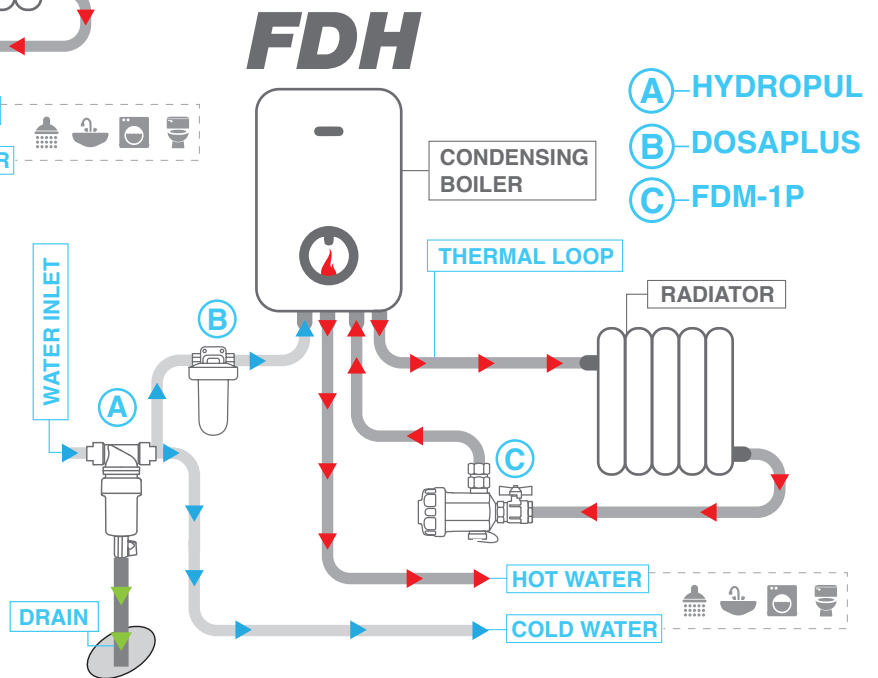 FDH
A
HYDROPUL
B
DOSAPLUS
C
FDM-1P
R
CONDENSING
BOILER
THERMAL LOOP
RADIATOR
WATER INLET
B
A
C
HOT WATER
COLD WATER
DRAIN